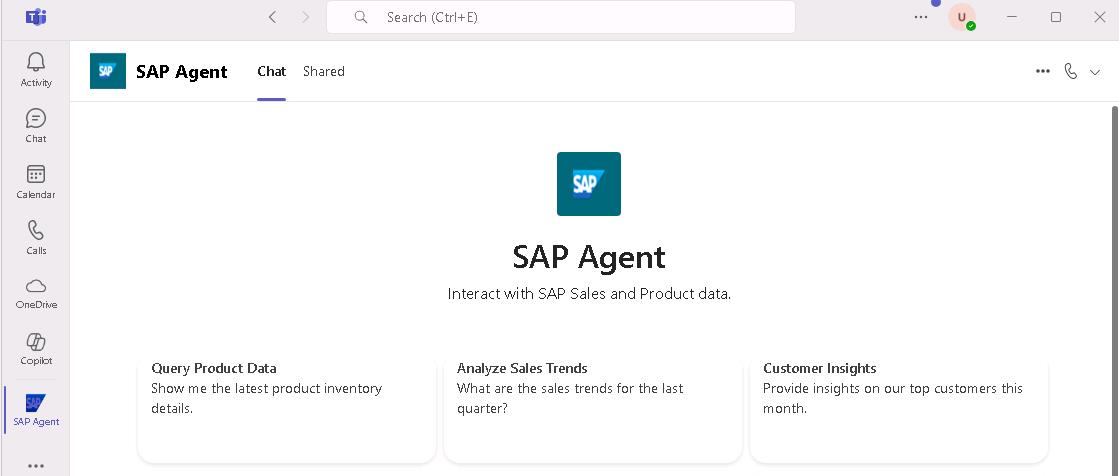 Search (Ctrl+E)
U
Activity
Chat
Calendar
Calls
OneDrive
Copilot
SAP
SAP Agent
SAP
SAP Agent
Chat
Shared
SAP
SAP Agent
Interact with SAP Sales and Product data.
Query Product Data
Show me the latest product inventory
details.
Analyze Sales Trends
What are the sales trends for the last
quarter?
Customer Insights
Provide insights on our top customers this
month.